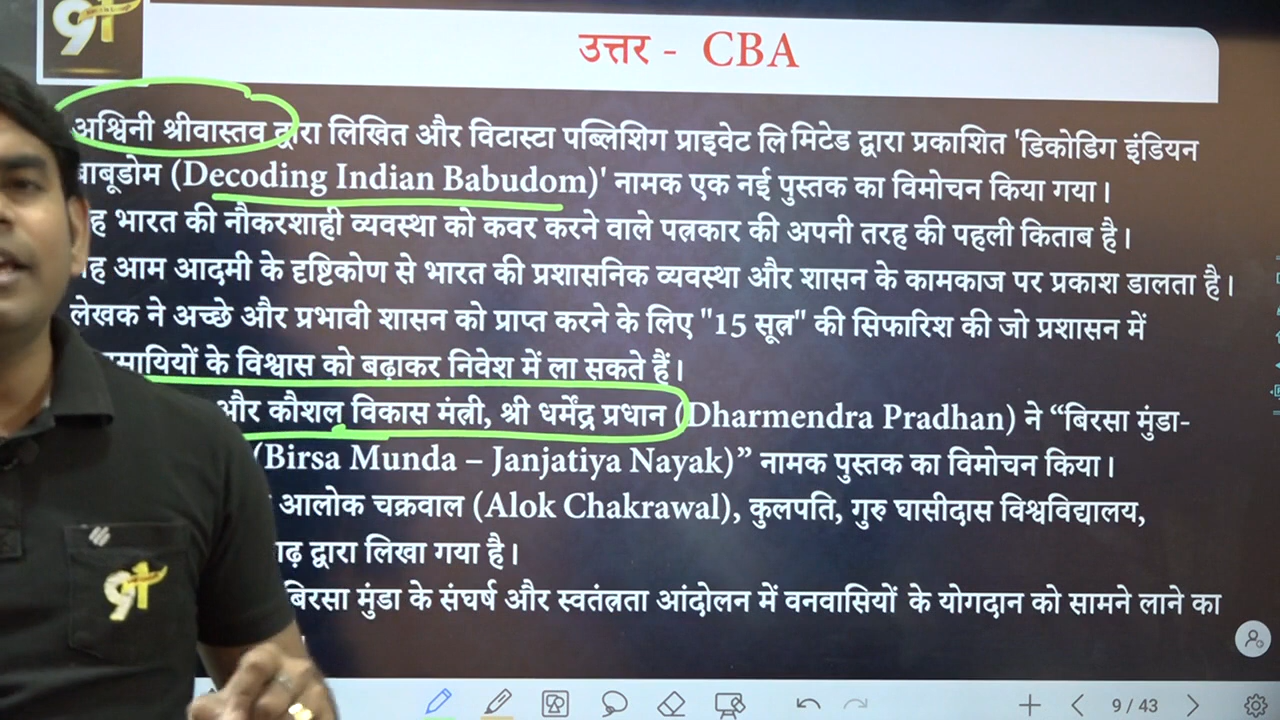 उत्तर - CBA
अश्विनी श्रीवास्तव द्वारा लिखित और विटास्टा पब्लिशिग प्राइवेट लि मिटेड द्वारा प्रकाशित 'डिकोडिग इंडियन
बाबूडोम (Decoding Indian Babudom)' नामक एक नई पुस्तक का विमोचन किया गया।
भारत की नौकरशाही व्यवस्था को कवर करने वाले पत्रकार की अपनी तरह की पहली किताब है।
आम आदमी के दृष्टिकोण से भारत की प्रशासनिक व्यवस्था और शासन के कामकाज पर प्रकाश डालता है।
लेखक ने अच्छे और प्रभावी शासन को प्राप्त करने के लिए "15 सूत्र" की सिफारिश की जो प्रशासन में
के विश्वास को बढ़ाकर निवेश में ला सकते हैं।
और कौशल विकास मंत्री, श्री धर्मेंद्र प्रधान (Dharmendra Pradhan) ने “बिरसा मुंडा-
(Birsa Munda – Janjatiya Nayak)” नामक पुस्तक का विमोचन किया।
आलोक चक्रवाल (Alok Chakrawal), कुलपति, गुरु घासीदास विश्वविद्यालय,
द्वारा लिखा गया है।
बिरसा मुंडा के संघर्ष और स्वतंत्रता आंदोलन में वनवासियों के योगदान को सामने लाने का
9 / 43